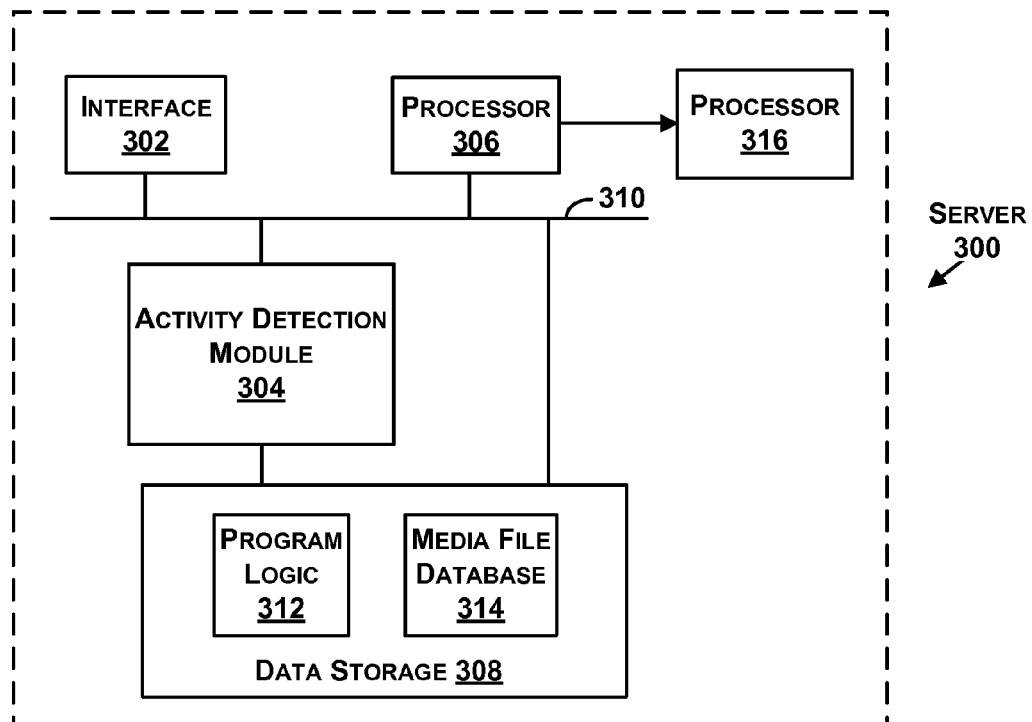 INTERFACE
302
PROCESSOR
306
PROCESSOR
316
310
SERVER
300
ACTIVITY DETECTION
MODULE
304
PROGRAM
LOGIC
312
MEDIA FILE
DATABASE
314
DATA STORAGE 308